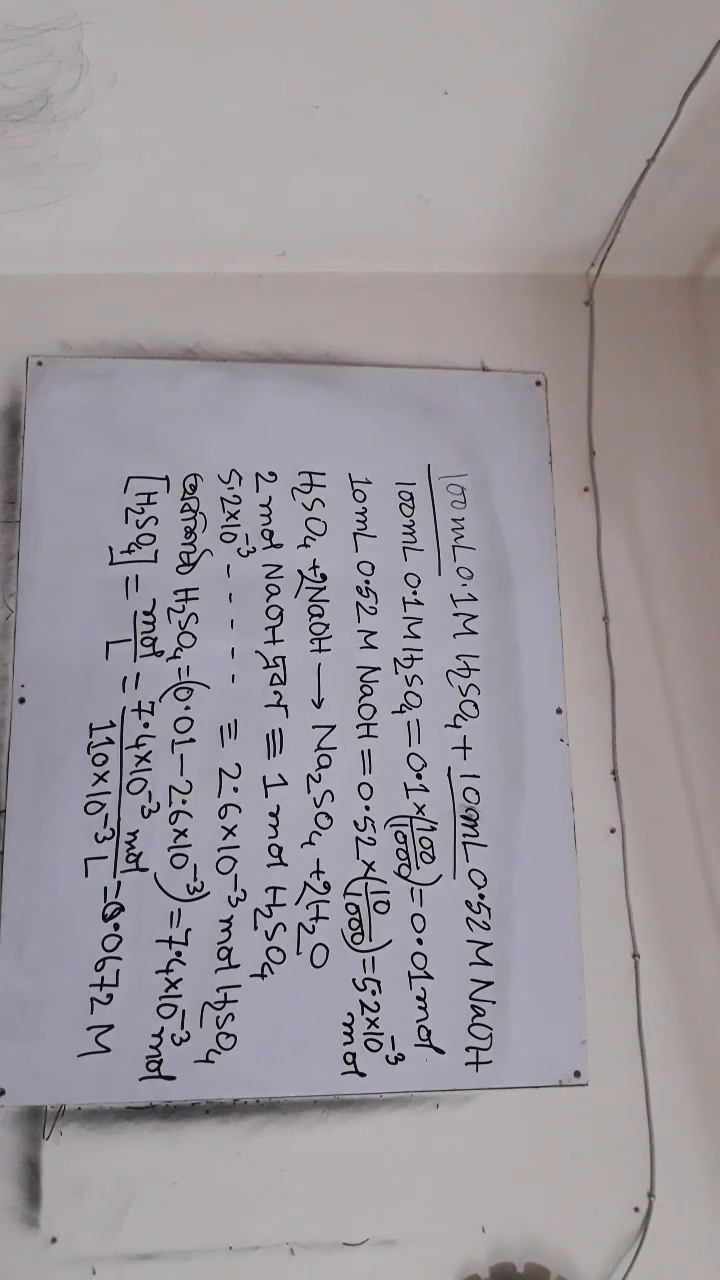 100mL 0.1M H₂SO₄ + 10mL 0.52M NaOH
100mL 0.1M H₂SO₄ = 0.1×(100/1000) = 0.01 mol
10mL 0.52M NaOH = 0.52×(10/1000) = 5.2×10⁻³ mol
H₂SO₄ + 2NaOH → Na₂SO₄ + 2H₂O
2 mol NaOH দ্রবণ ≡ 1 mol H₂SO₄
5.2×10⁻³ - - - - - - ≡ 2.6×10⁻³ mol H₂SO₄
অতিরিক্ত H₂SO₄ = (0.01 - 2.6×10⁻³) = 7.4×10⁻³ mol
[H₂SO₄] = mol/L = 7.4×10⁻³ mol/110×10⁻³ L = 0.0672 M